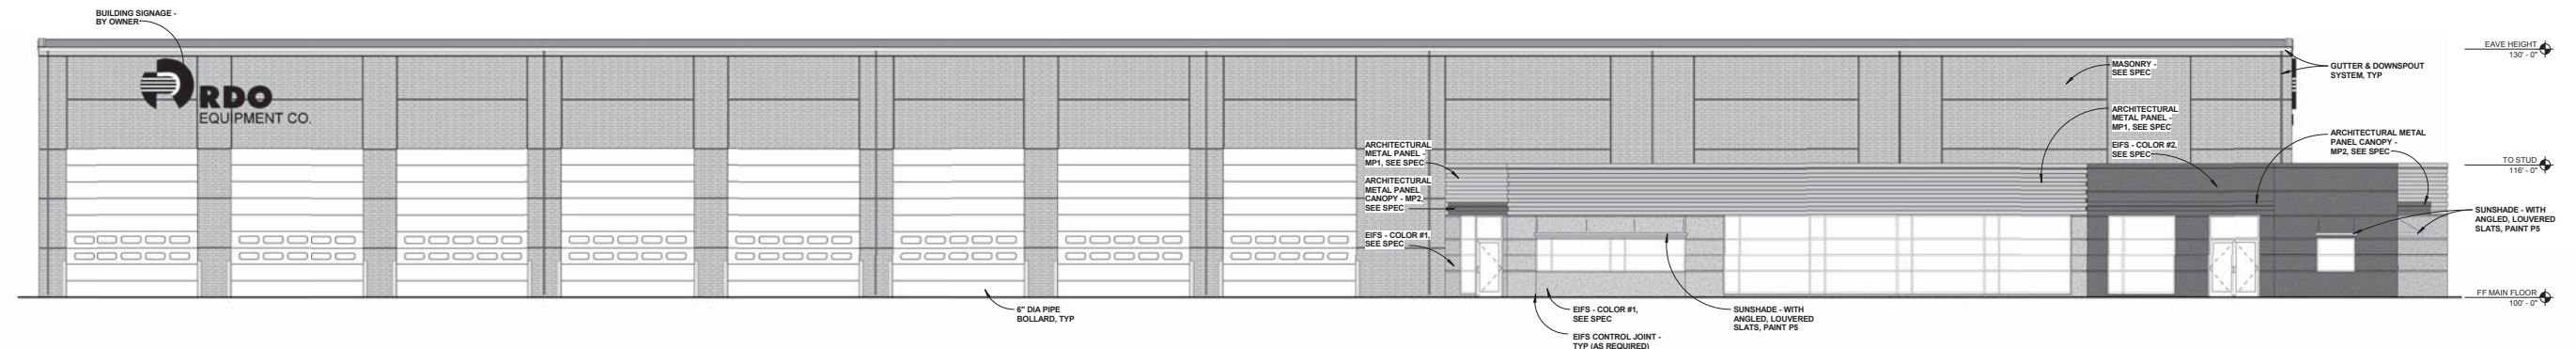 BUILDING SIGNAGE -
BY OWNER
RDO
EQUIPMENT CO.
EAVE HEIGHT
130' - 0"
MASONRY -
SEE SPEC
GUTTER & DOWNSPOUT
SYSTEM, TYP
ARCHITECTURAL
METAL PANEL -
MP1, SEE SPEC
ARCHITECTURAL METAL
PANEL CANOPY -
MP2, SEE SPEC
ARCHITECTURAL
METAL PANEL -
MP1, SEE SPEC
EIFS - COLOR #2,
SEE SPEC
TO STUD
116' - 0"
ARCHITECTURAL
METAL PANEL
CANOPY - MP2,
SEE SPEC
SUNSHADE - WITH
ANGLED, LOUVERED
SLATS, PAINT P5
EIFS - COLOR #1,
SEE SPEC
FF MAIN FLOOR
100' - 0"
6" DIA PIPE
BOLLARD, TYP
EIFS - COLOR #1,
SEE SPEC
SUNSHADE - WITH
ANGLED, LOUVERED
SLATS, PAINT P5
EIFS CONTROL JOINT -
TYP (AS REQUIRED)